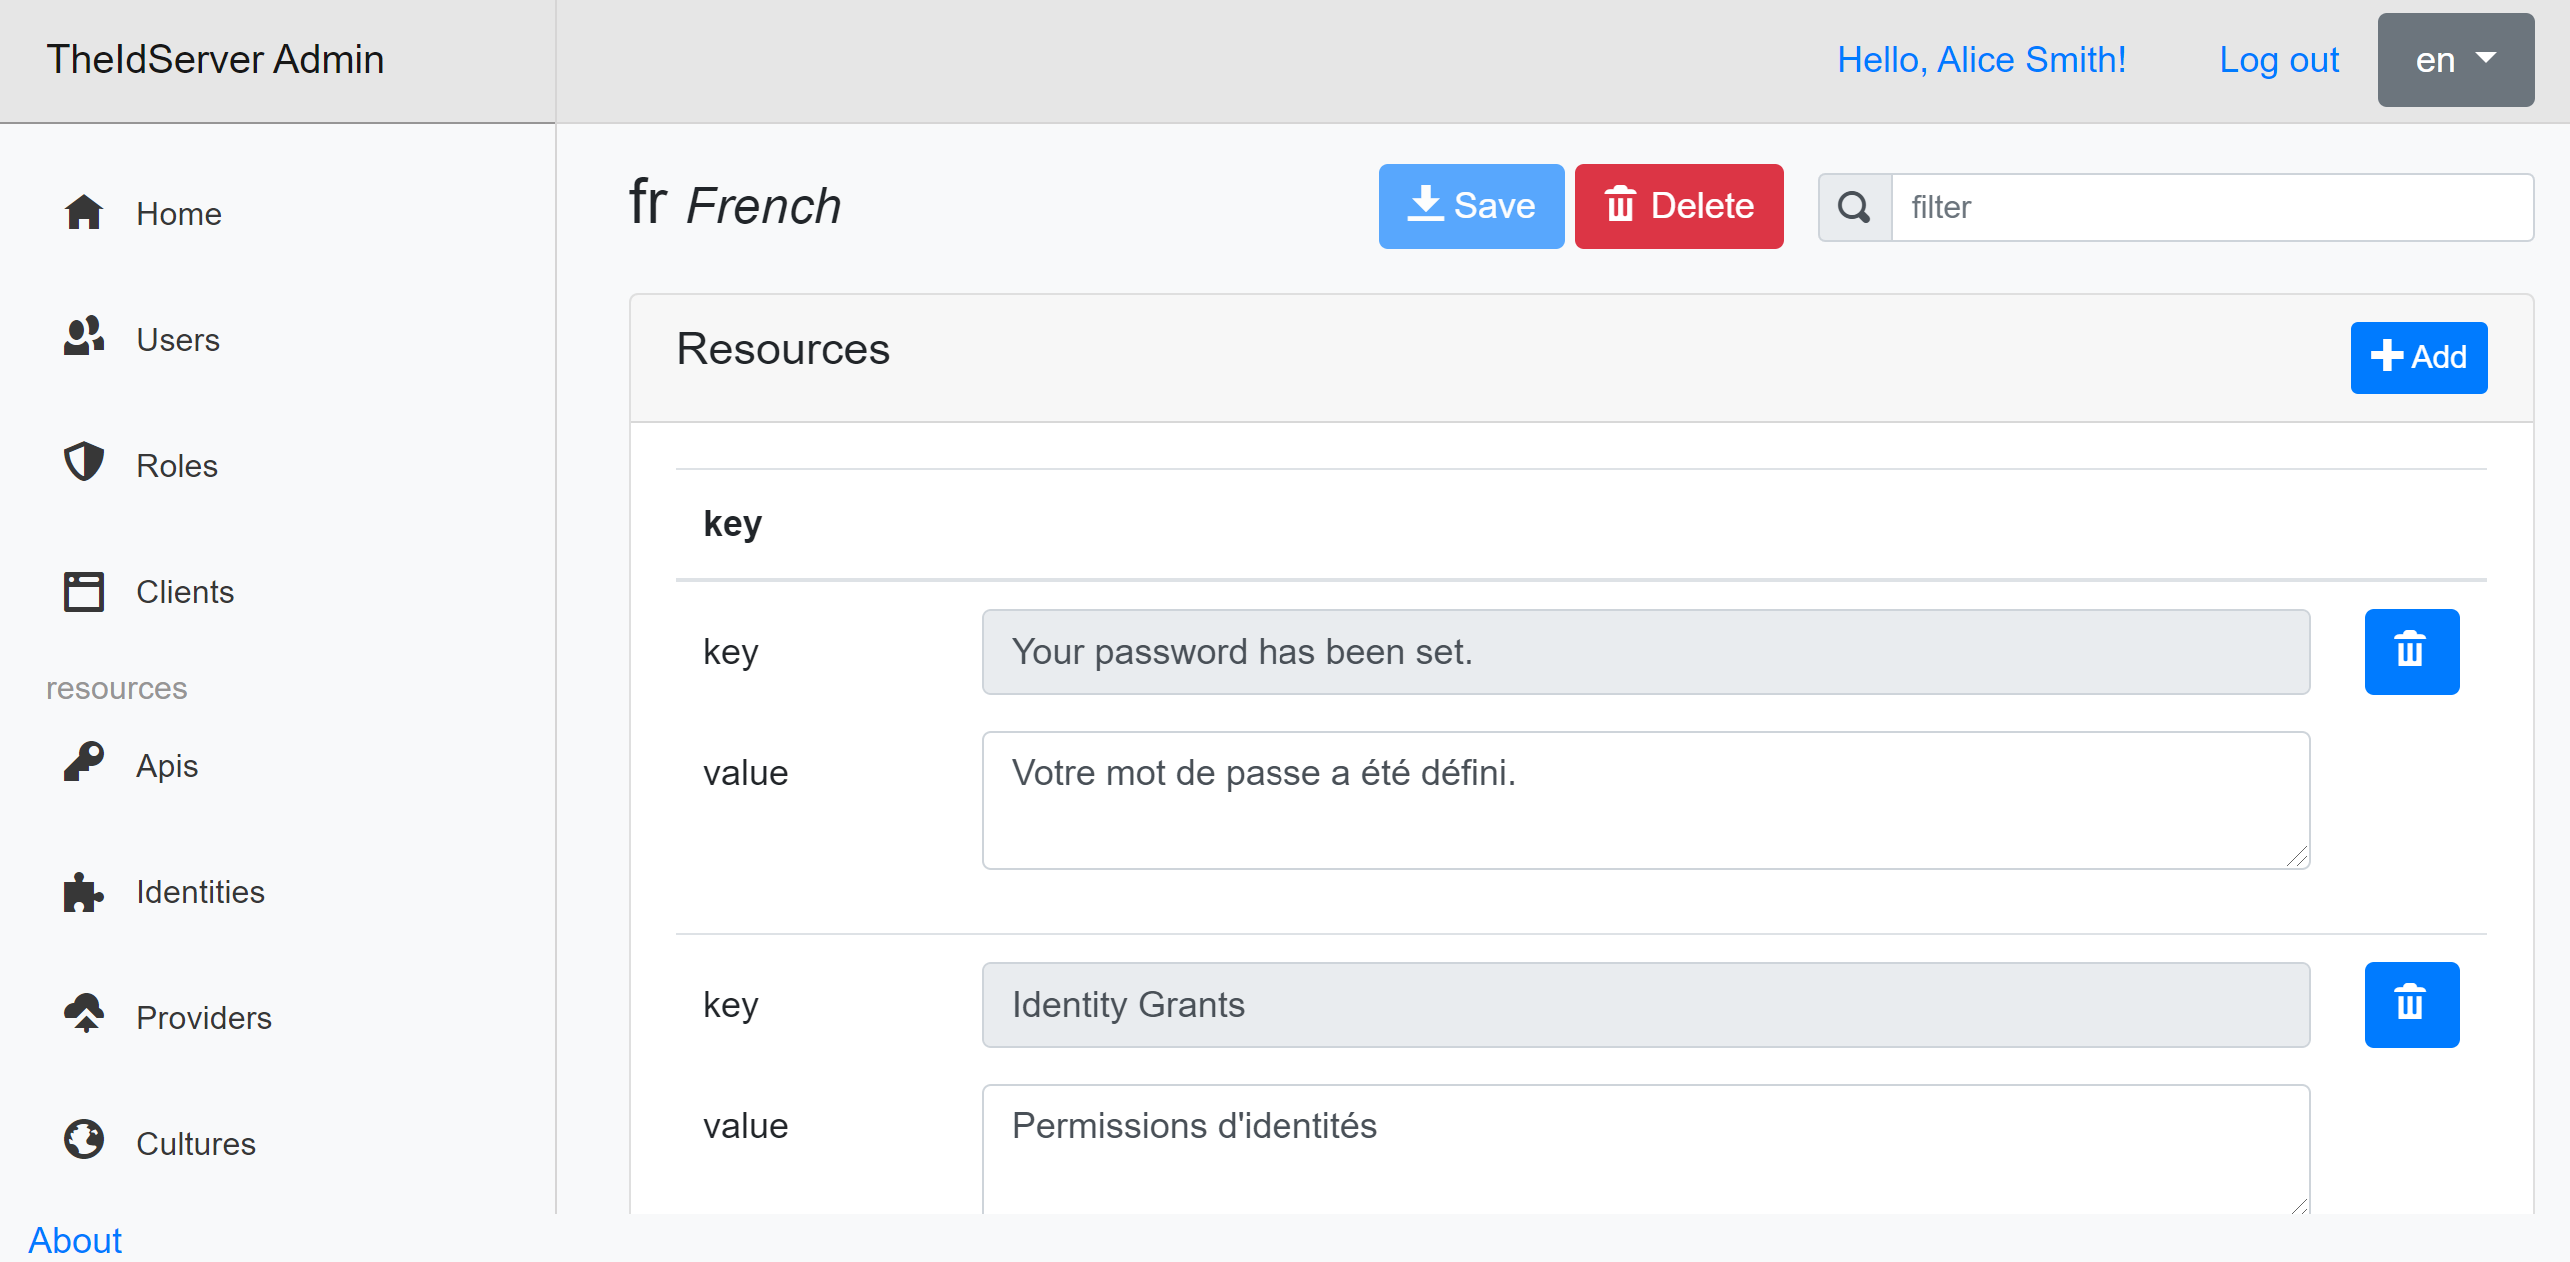 TheIdServer Admin
Hello, Alice Smith!
Log out
en
Home
Users
Roles
Clients
resources
Apis
Identities
Providers
Cultures
About
fr French
Save
Delete
filter
Resources
Add
key
key
Your password has been set.
value
Votre mot de passe a été défini.
key
Identity Grants
value
Permissions d'identités